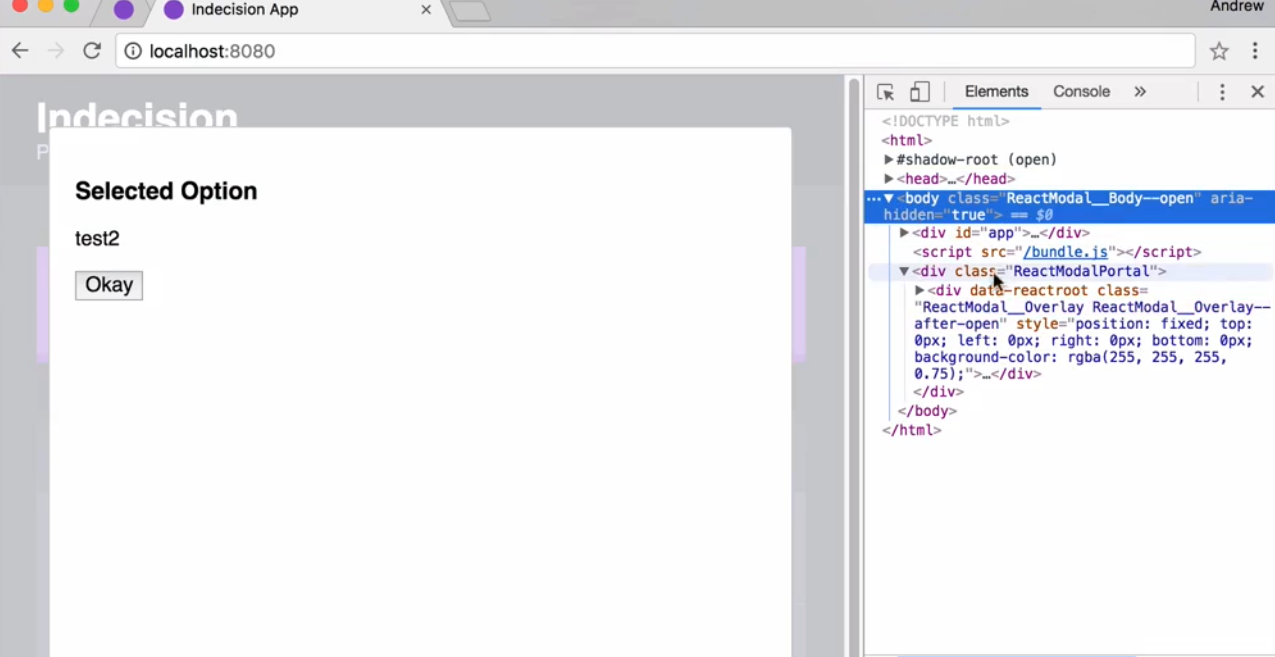 Indecision App
Andrew
localhost:8080
Indecision
P
Selected Option
test2
Okay
Elements Console »
<!DOCTYPE html>
<html>
▶#shadow-root (open)
▶<head>…</head>
…▼<body class="ReactModal__Body--open" aria-
hidden="true"> == $0
▶<div id="app">…</div>
<script src="/bundle.js"></script>
▼<div class="ReactModalPortal">
▶<div data-reactroot class=
"ReactModal__Overlay ReactModal__Overlay--
after-open" style="position: fixed; top:
0px; left: 0px; right: 0px; bottom: 0px;
background-color: rgba(255, 255, 255,
0.75);">…</div>
</div>
</body>
</html>